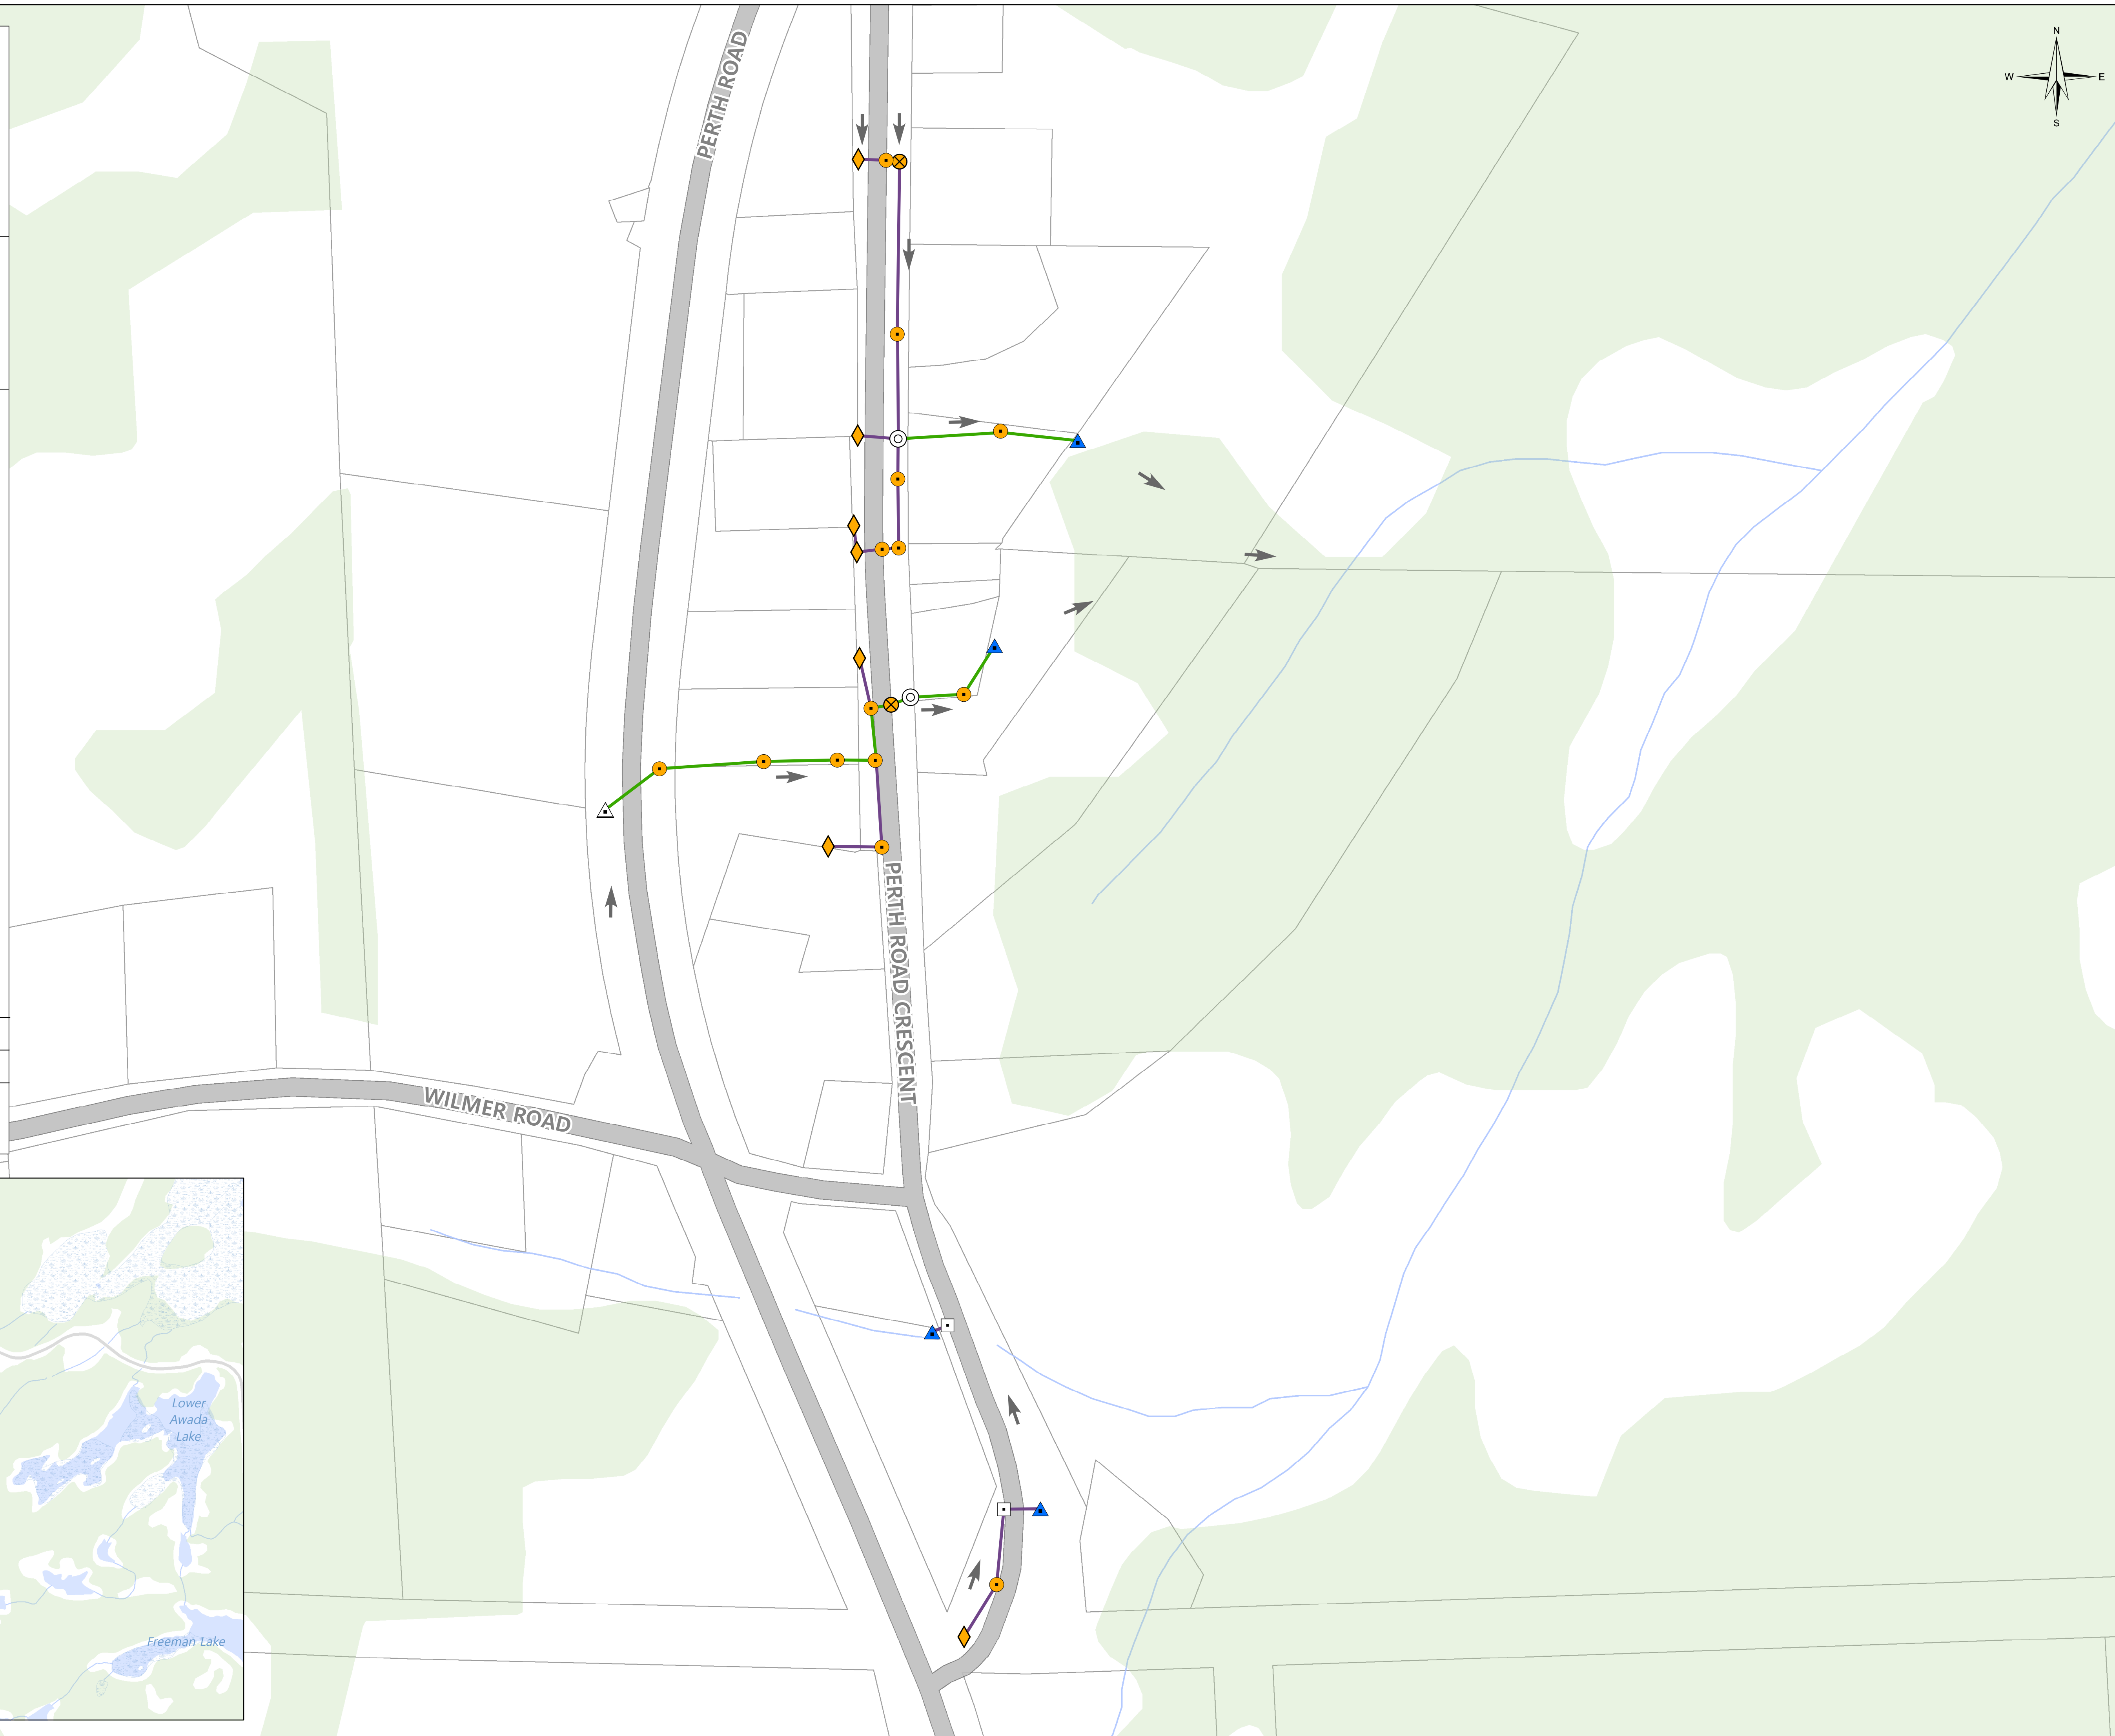 N
W E
S
PERTH ROAD
PERTH ROAD CRESCENT
WILMER ROAD
Lower
Awada
Lake
Freeman Lake